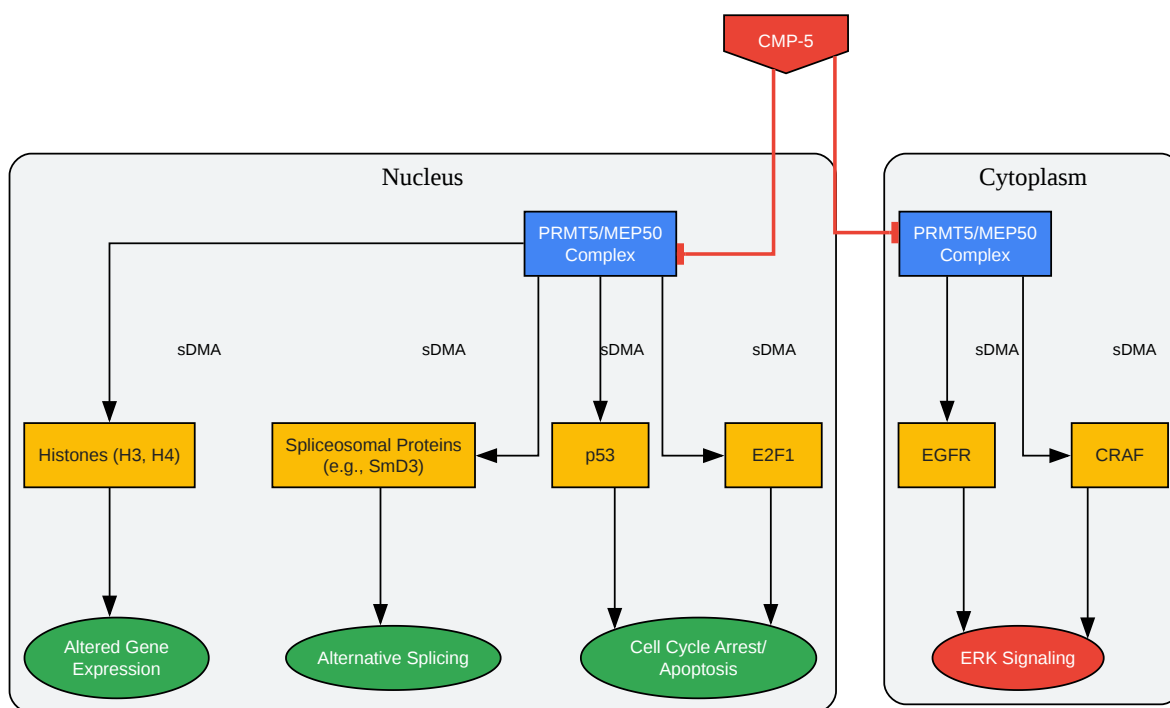 CMP-5
Nucleus
Cytoplasm
PRMT5/MEP50
Complex
PRMT5/MEP50
Complex
sDMA
sDMA
sDMA
sDMA
sDMA
sDMA
Histones (H3, H4)
Spliceosomal Proteins
(e.g., SmD3)
p53
E2F1
EGFR
CRAF
Altered Gene
Expression
Alternative Splicing
Cell Cycle Arrest/
Apoptosis
ERK Signaling